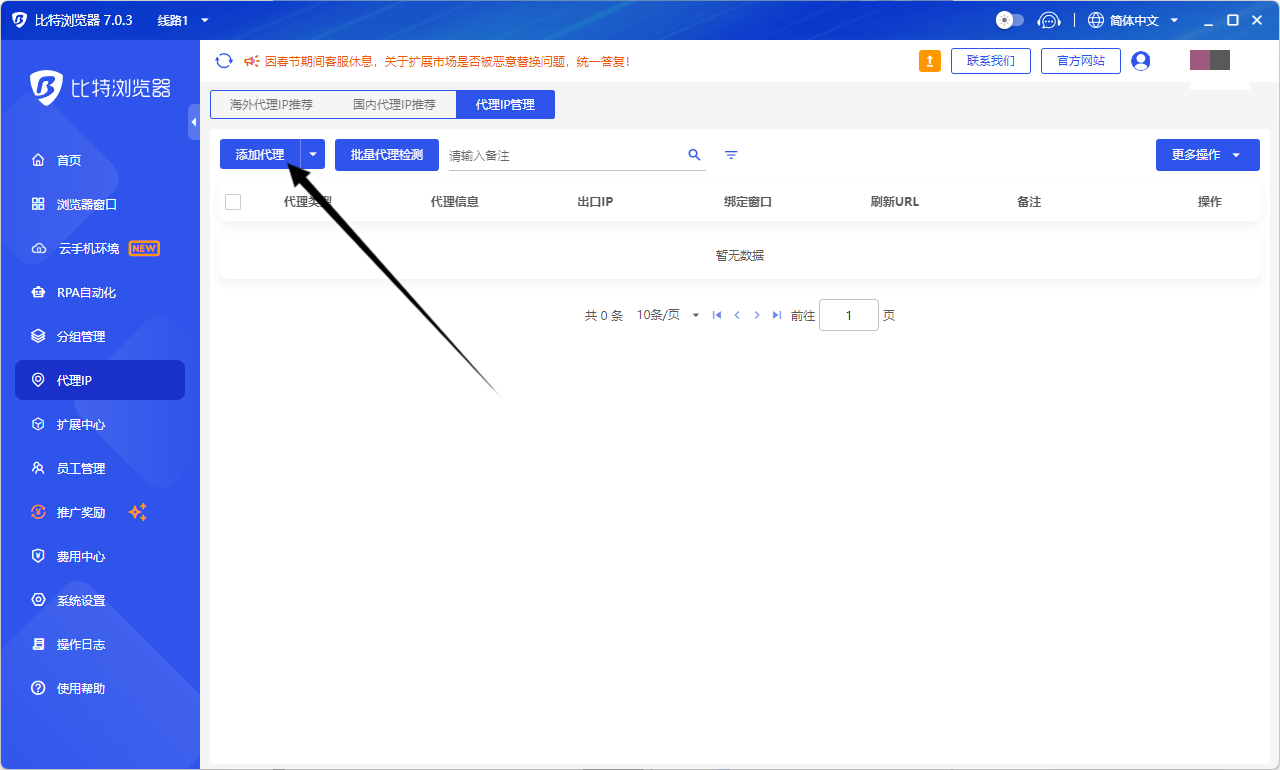 比特浏览器 7.0.3 线路1 简体中文
比特浏览器
因春节期间客服休息，关于扩展市场是否被恶意替换问题，统一答复！ 联系我们 官方网站
海外代理IP推荐 国内代理IP推荐 代理IP管理
添加代理 批量代理检测 请输入备注 更多操作
代理类型 代理信息 出口IP 绑定窗口 刷新URL 备注 操作
暂无数据
共 0 条 10条/页 前往 1 页
首页
浏览器窗口
云手机环境 NEW
RPA自动化
分组管理
代理IP
扩展中心
员工管理
推广奖励
费用中心
系统设置
操作日志
使用帮助